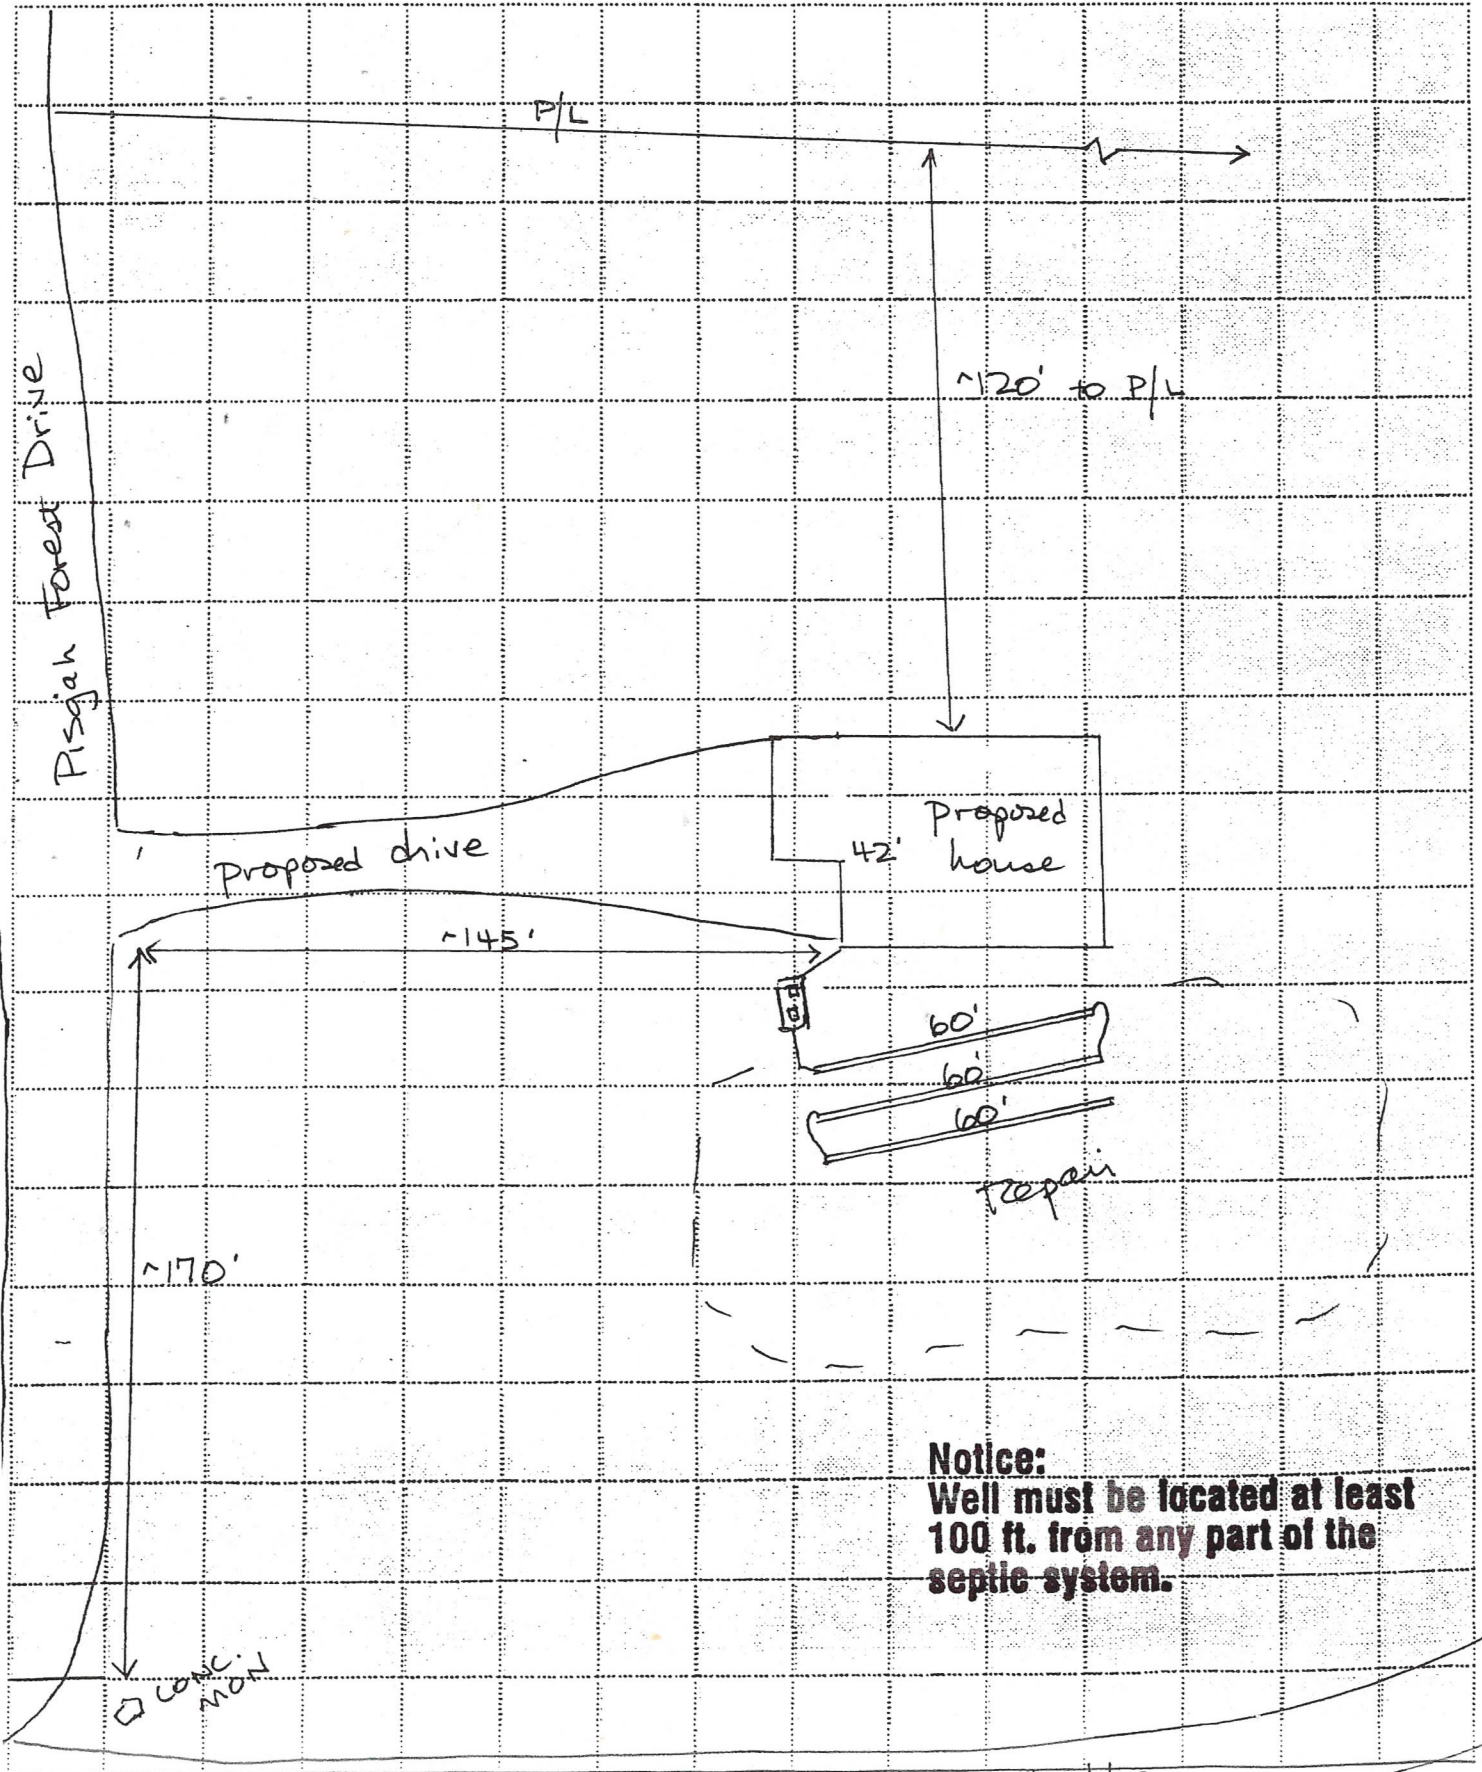 P/L
~120' to P/L
Pisgah Forest Drive
Proposed
house
42'
proposed drive
~145'
60'
60'
60'
Repair
~170'
Notice:
Well must be located at least
100 ft. from any part of the
septic system.
CONC.
MON